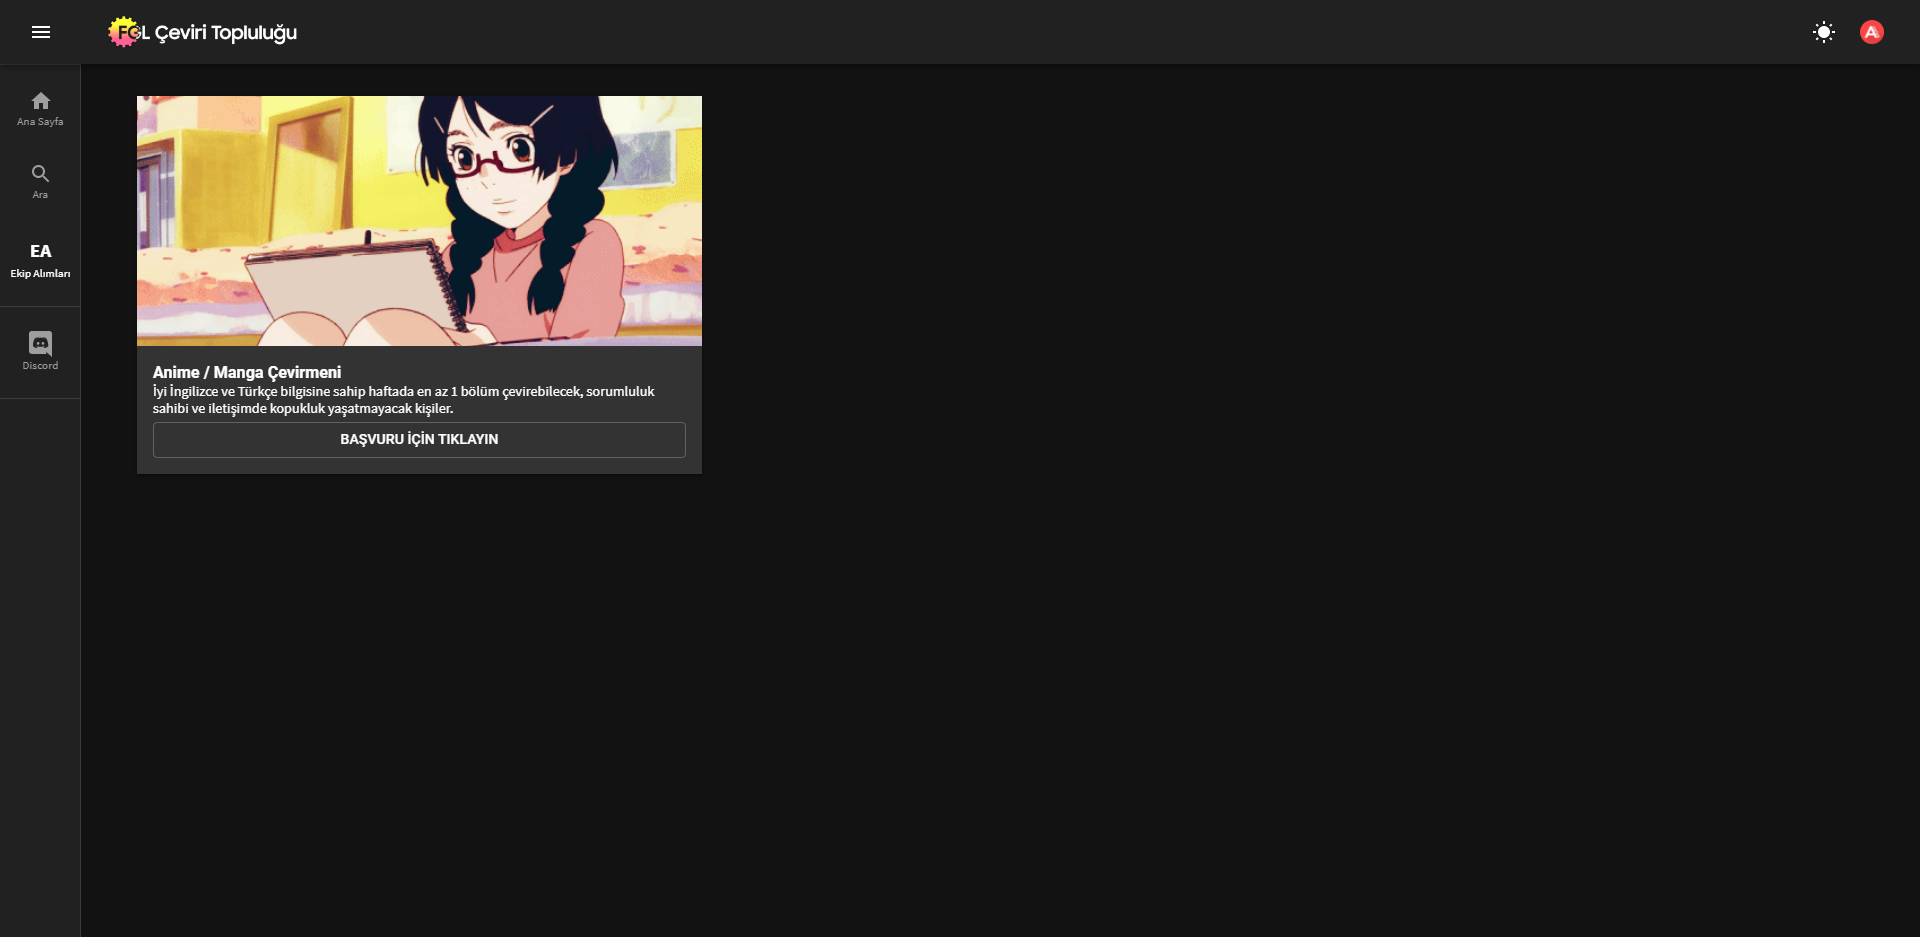 FGL Çeviri Topluluğu
Ana Sayfa
Ara
EA
Ekip Alımları
Discord
Anime / Manga Çevirmeni
İyi İngilizce ve Türkçe bilgisine sahip haftada en az 1 bölüm çevirebilecek, sorumluluk
sahibi ve iletişimde kopukluk yaşatmayacak kişiler.
BAŞVURU İÇİN TIKLAYIN
A